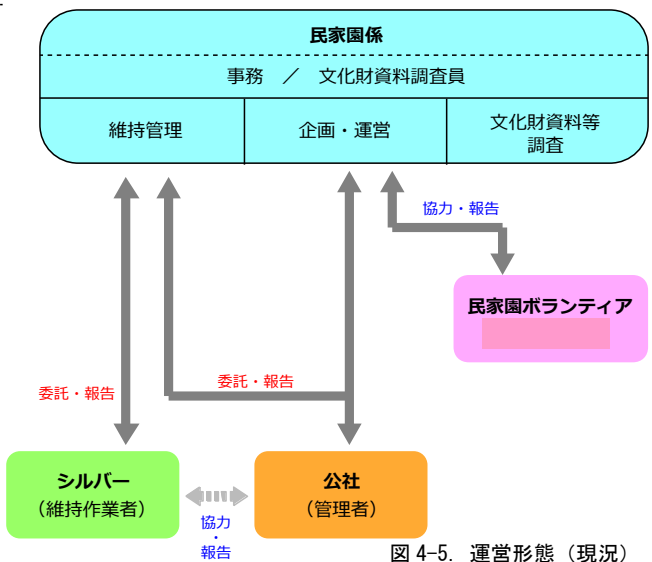 民家園係
事務 ／ 文化財資料調査員
維持管理
企画・運営
文化財資料等
調査
協力・報告
民家園ボランティア
委託・報告
委託・報告
シルバー
（維持作業者）
協力
・
報告
公社
（管理者）
図 4-5. 運営形態（現況）